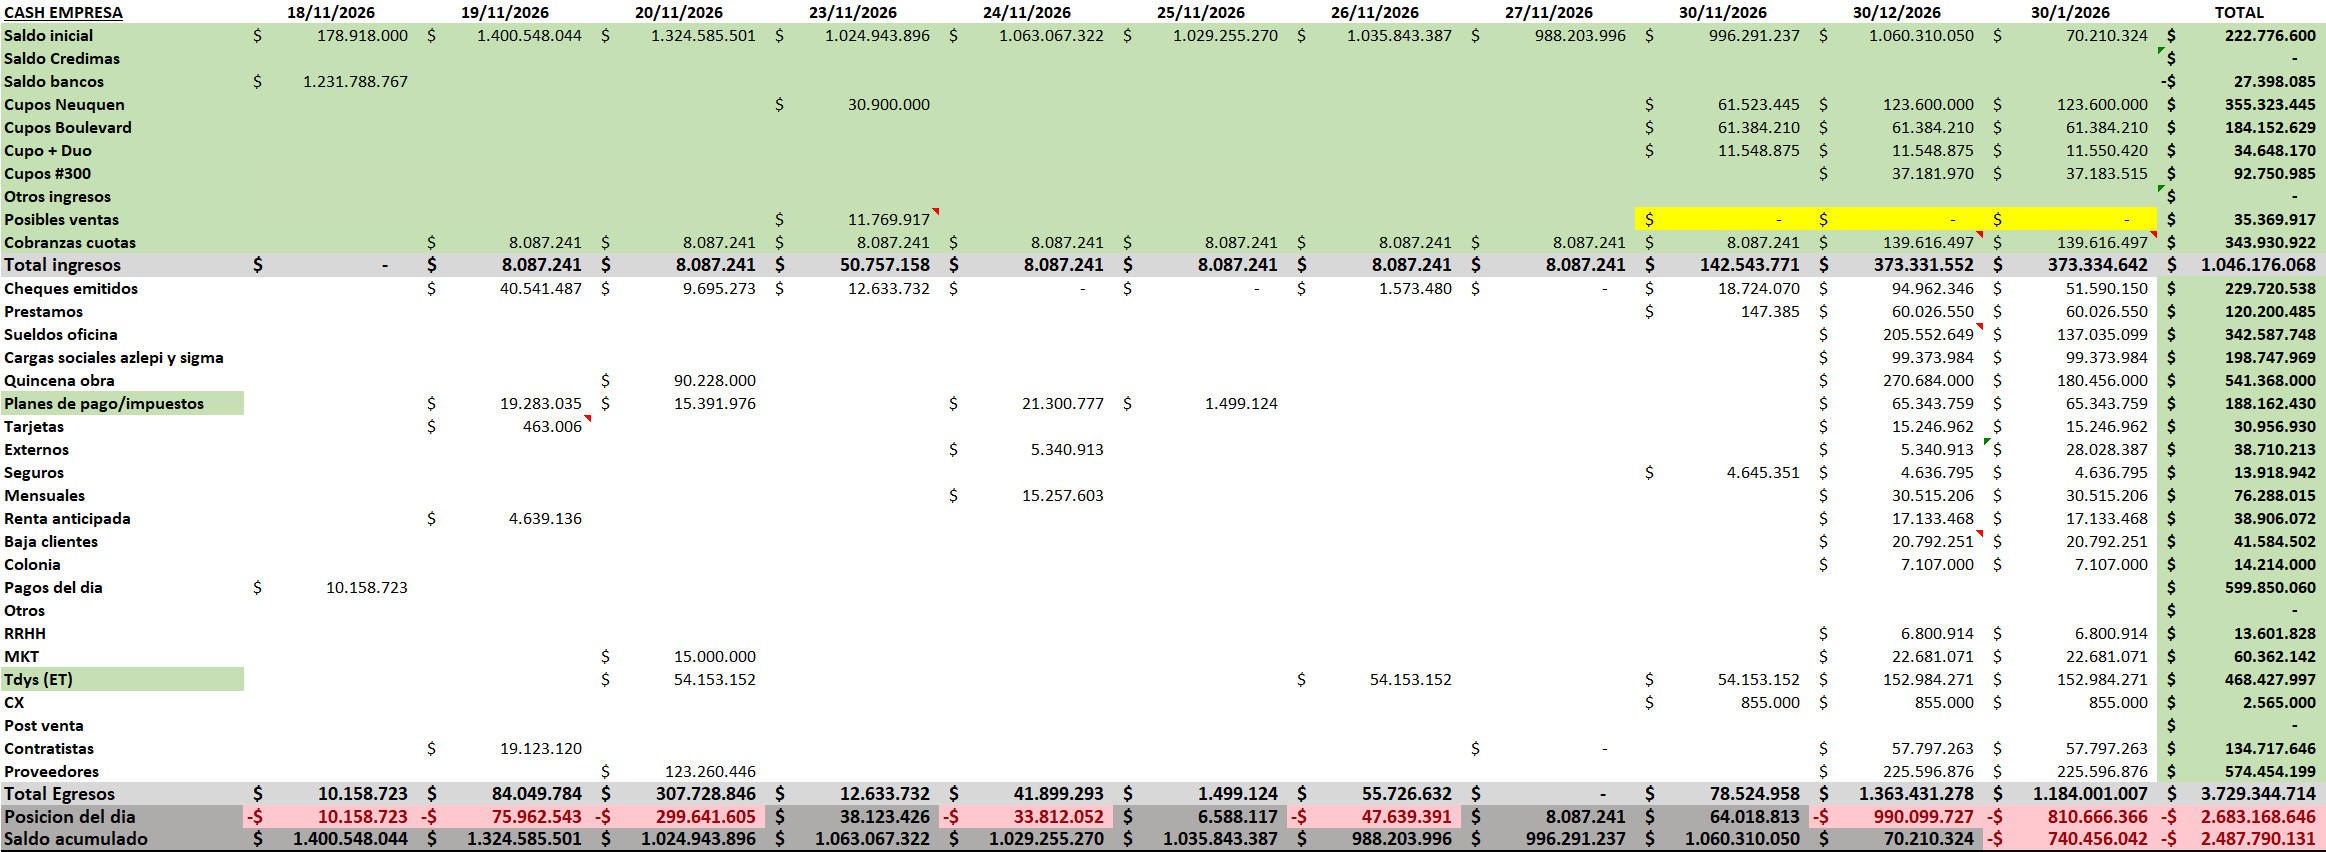 CASH EMPRESA 18/11/2026 19/11/2026 20/11/2026 23/11/2026 24/11/2026 25/11/2026 26/11/2026 27/11/2026 30/11/2026 30/12/2026 30/1/2026 TOTAL
Saldo inicial $ 178.918.000 $ 1.400.548.044 $ 1.324.585.501 $ 1.024.943.896 $ 1.063.067.322 $ 1.029.255.270 $ 1.035.843.387 $ 988.203.996 $ 996.291.237 $ 1.060.310.050 $ 70.210.324 $ 222.776.600
Saldo Credimas $ -
Saldo bancos $ 1.231.788.767 -$ 27.398.085
Cupos Neuquen $ 30.900.000 $ 61.523.445 $ 123.600.000 $ 123.600.000 $ 355.323.445
Cupos Boulevard $ 61.384.210 $ 61.384.210 $ 61.384.210 $ 184.152.629
Cupo + Duo $ 11.548.875 $ 11.548.875 $ 11.550.420 $ 34.648.170
Cupos #300 $ 37.181.970 $ 37.183.515 $ 92.750.985
Otros ingresos $ -
Posibles ventas $ 11.769.917 $ - $ - $ - $ 35.369.917
Cobranzas cuotas $ 8.087.241 $ 8.087.241 $ 8.087.241 $ 8.087.241 $ 8.087.241 $ 8.087.241 $ 8.087.241 $ 8.087.241 $ 139.616.497 $ 139.616.497 $ 343.930.922
Total ingresos $ - $ 8.087.241 $ 8.087.241 $ 50.757.158 $ 8.087.241 $ 8.087.241 $ 8.087.241 $ 8.087.241 $ 142.543.771 $ 373.331.552 $ 373.334.642 $ 1.046.176.068
Cheques emitidos $ 40.541.487 $ 9.695.273 $ 12.633.732 $ - $ - $ 1.573.480 $ - $ 18.724.070 $ 94.962.346 $ 51.590.150 $ 229.720.538
Prestamos $ 147.385 $ 60.026.550 $ 60.026.550 $ 120.200.485
Sueldos oficina $ 205.552.649 $ 137.035.099 $ 342.587.748
Cargas sociales azlepi y sigma $ 99.373.984 $ 99.373.984 $ 198.747.969
Quincena obra $ 90.228.000 $ 270.684.000 $ 180.456.000 $ 541.368.000
Planes de pago/impuestos $ 19.283.035 $ 15.391.976 $ 21.300.777 $ 1.499.124 $ 65.343.759 $ 65.343.759 $ 188.162.430
Tarjetas $ 463.006 $ 15.246.962 $ 15.246.962 $ 30.956.930
Externos $ 5.340.913 $ 5.340.913 $ 28.028.387 $ 38.710.213
Seguros $ 4.645.351 $ 4.636.795 $ 4.636.795 $ 13.918.942
Mensuales $ 15.257.603 $ 30.515.206 $ 30.515.206 $ 76.288.015
Renta anticipada $ 4.639.136 $ 17.133.468 $ 17.133.468 $ 38.906.072
Baja clientes $ 20.792.251 $ 20.792.251 $ 41.584.502
Colonia $ 7.107.000 $ 7.107.000 $ 14.214.000
Pagos del dia $ 10.158.723 $ 599.850.060
Otros $ -
RRHH $ 6.800.914 $ 6.800.914 $ 13.601.828
MKT $ 15.000.000 $ 22.681.071 $ 22.681.071 $ 60.362.142
Tdys (ET) $ 54.153.152 $ 54.153.152 $ 54.153.152 $ 152.984.271 $ 152.984.271 $ 468.427.997
CX $ 855.000 $ 855.000 $ 855.000 $ 2.565.000
Post venta $ -
Contratistas $ 19.123.120 $ - $ 57.797.263 $ 57.797.263 $ 134.717.646
Proveedores $ 123.260.446 $ 225.596.876 $ 225.596.876 $ 574.454.199
Total Egresos $ 10.158.723 $ 84.049.784 $ 307.728.846 $ 12.633.732 $ 41.899.293 $ 1.499.124 $ 55.726.632 $ - $ 78.524.958 $ 1.363.431.278 $ 1.184.001.007 $ 3.729.344.714
Posicion del dia -$ 10.158.723 -$ 75.962.543 -$ 299.641.605 $ 38.123.426 -$ 33.812.052 $ 6.588.117 -$ 47.639.391 $ 8.087.241 $ 64.018.813 -$ 990.099.727 -$ 810.666.366 -$ 2.683.168.646
Saldo acumulado $ 1.400.548.044 $ 1.324.585.501 $ 1.024.943.896 $ 1.063.067.322 $ 1.029.255.270 $ 1.035.843.387 $ 988.203.996 $ 996.291.237 $ 1.060.310.050 $ 70.210.324 -$ 740.456.042 -$ 2.487.790.131